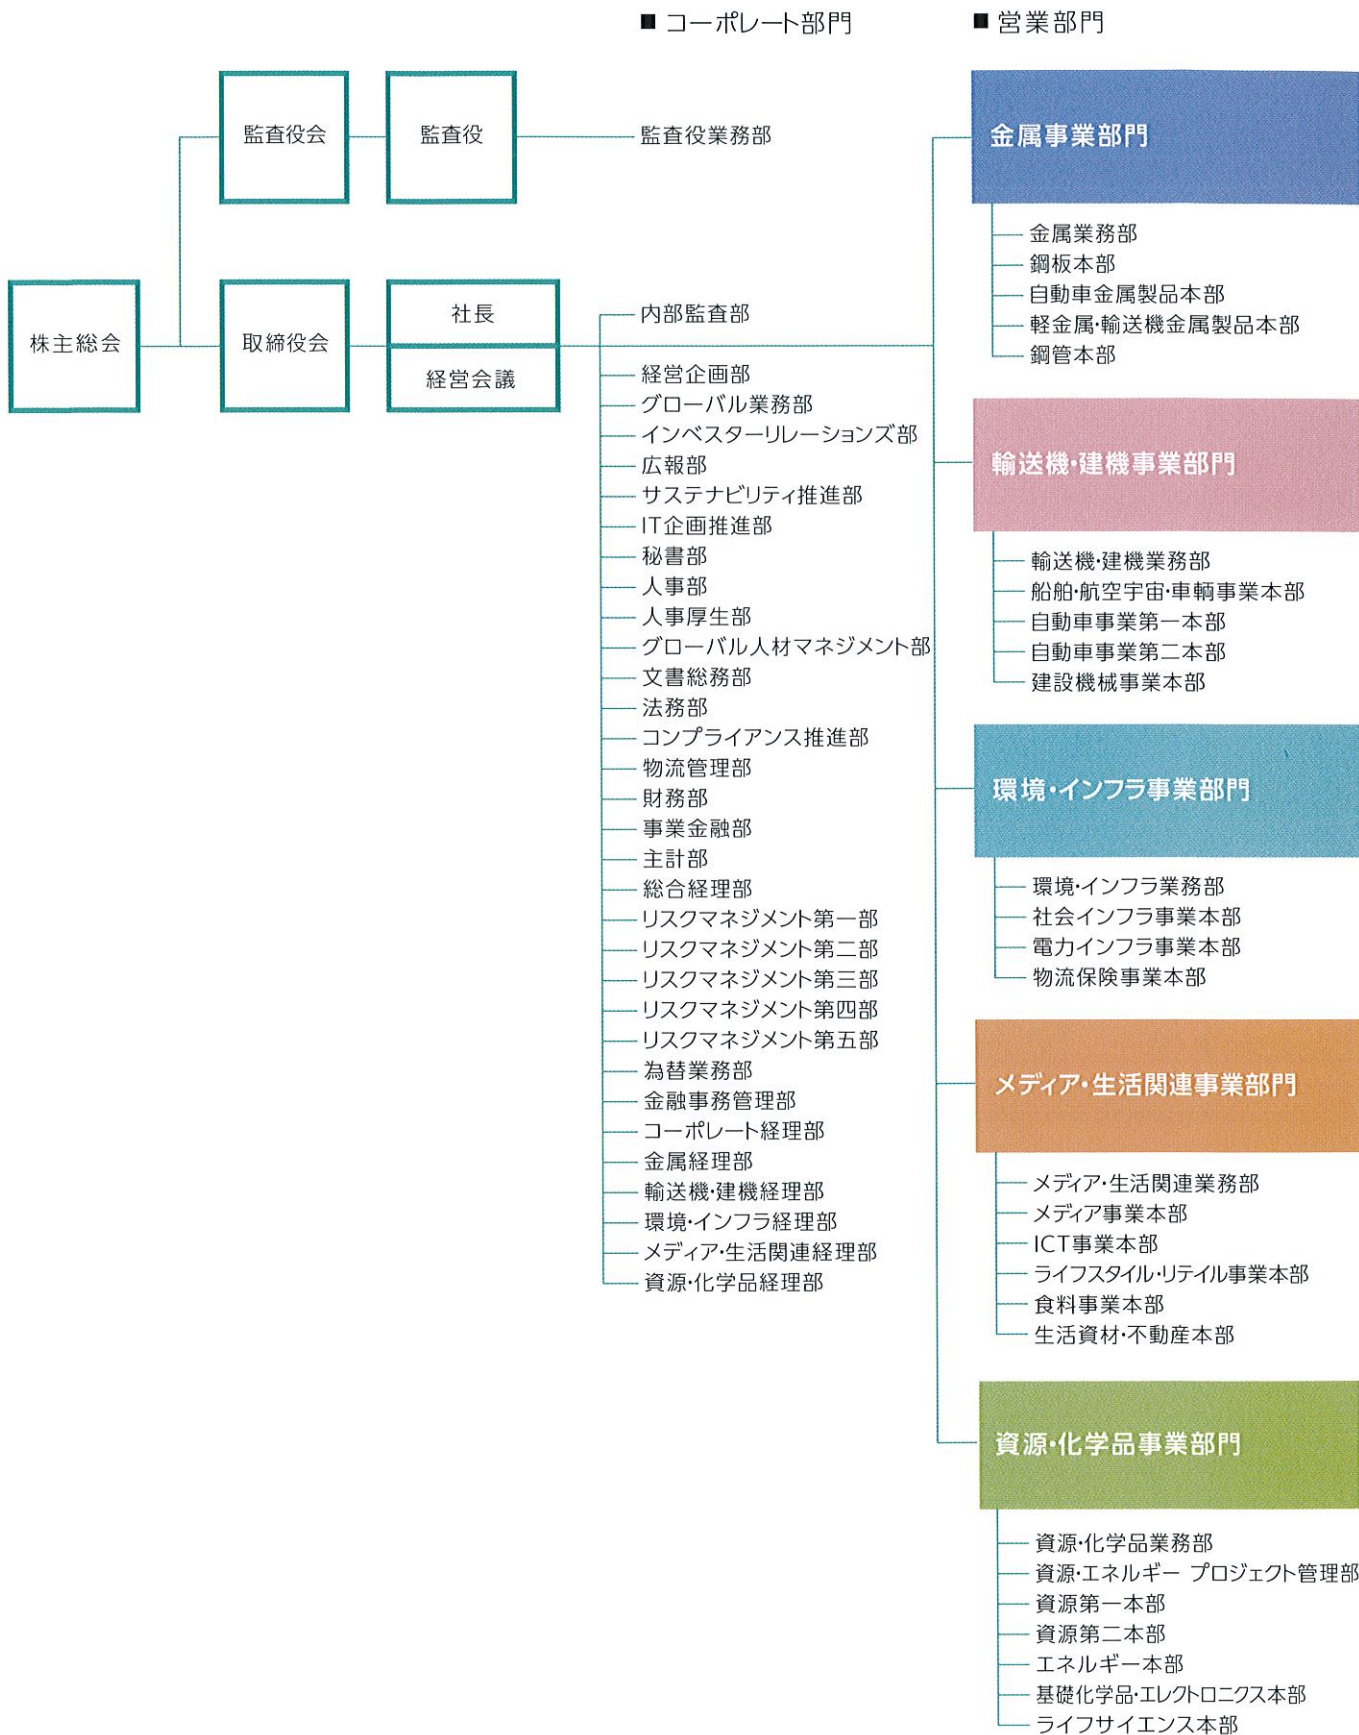 ■ コーポレート部門
■ 営業部門
監査役会
監査役
監査役業務部
株主総会
取締役会
社長
経営会議
内部監査部
経営企画部
グローバル業務部
インベスターリレーションズ部
広報部
サステナビリティ推進部
IT企画推進部
秘書部
人事部
人事厚生部
グローバル人材マネジメント部
文書総務部
法務部
コンプライアンス推進部
物流管理部
財務部
事業金融部
主計部
総合経理部
リスクマネジメント第一部
リスクマネジメント第二部
リスクマネジメント第三部
リスクマネジメント第四部
リスクマネジメント第五部
為替業務部
金融事務管理部
コーポレート経理部
金属経理部
輸送機・建機経理部
環境・インフラ経理部
メディア・生活関連経理部
資源・化学品経理部
金属事業部門
金属業務部
鋼板本部
自動車金属製品本部
軽金属・輸送機金属製品本部
鋼管本部
輸送機・建機事業部門
輸送機・建機業務部
船舶・航空宇宙・車輌事業本部
自動車事業第一本部
自動車事業第二本部
建設機械事業本部
環境・インフラ事業部門
環境・インフラ業務部
社会インフラ事業本部
電力インフラ事業本部
物流保険事業本部
メディア・生活関連事業部門
メディア・生活関連業務部
メディア事業本部
ICT事業本部
ライフスタイル・リテイル事業本部
食料事業本部
生活資材・不動産本部
資源・化学品事業部門
資源・化学品業務部
資源・エネルギー プロジェクト管理部
資源第一本部
資源第二本部
エネルギー本部
基礎化学品・エレクトロニクス本部
ライフサイエンス本部